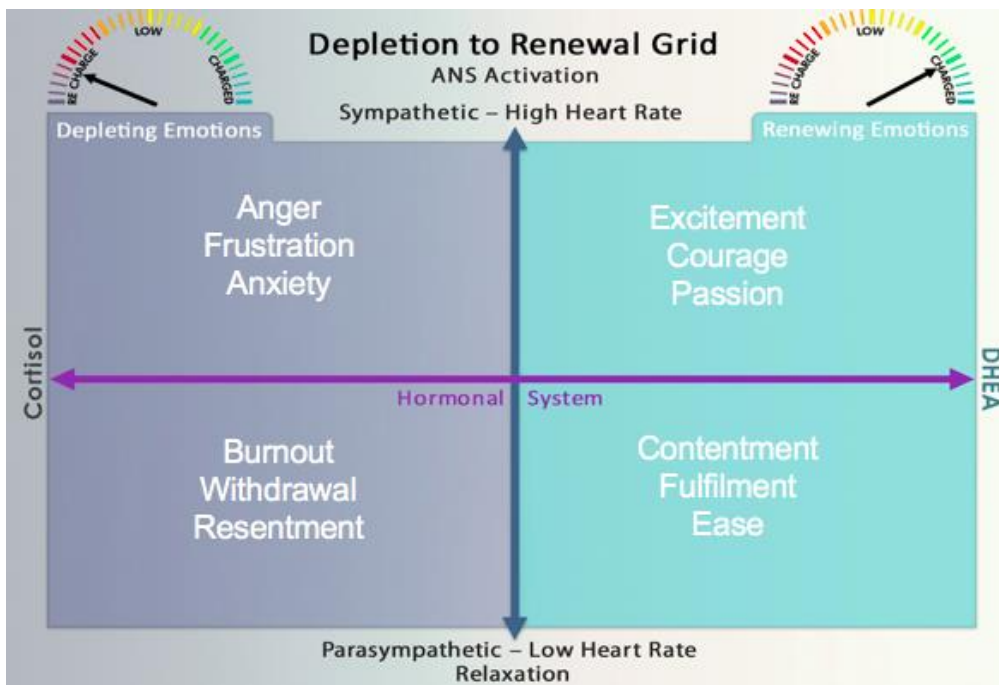 Depletion to Renewal Grid
ANS Activation
Sympathetic – High Heart Rate
RE CHARGE
LOW
CHARGED
RE CHARGE
LOW
CHARGED
Depleting Emotions
Renewing Emotions
Anger
Frustration
Anxiety
Excitement
Courage
Passion
Cortisol
Hormonal System
DHEA
Burnout
Withdrawal
Resentment
Contentment
Fulfilment
Ease
Parasympathetic – Low Heart Rate
Relaxation